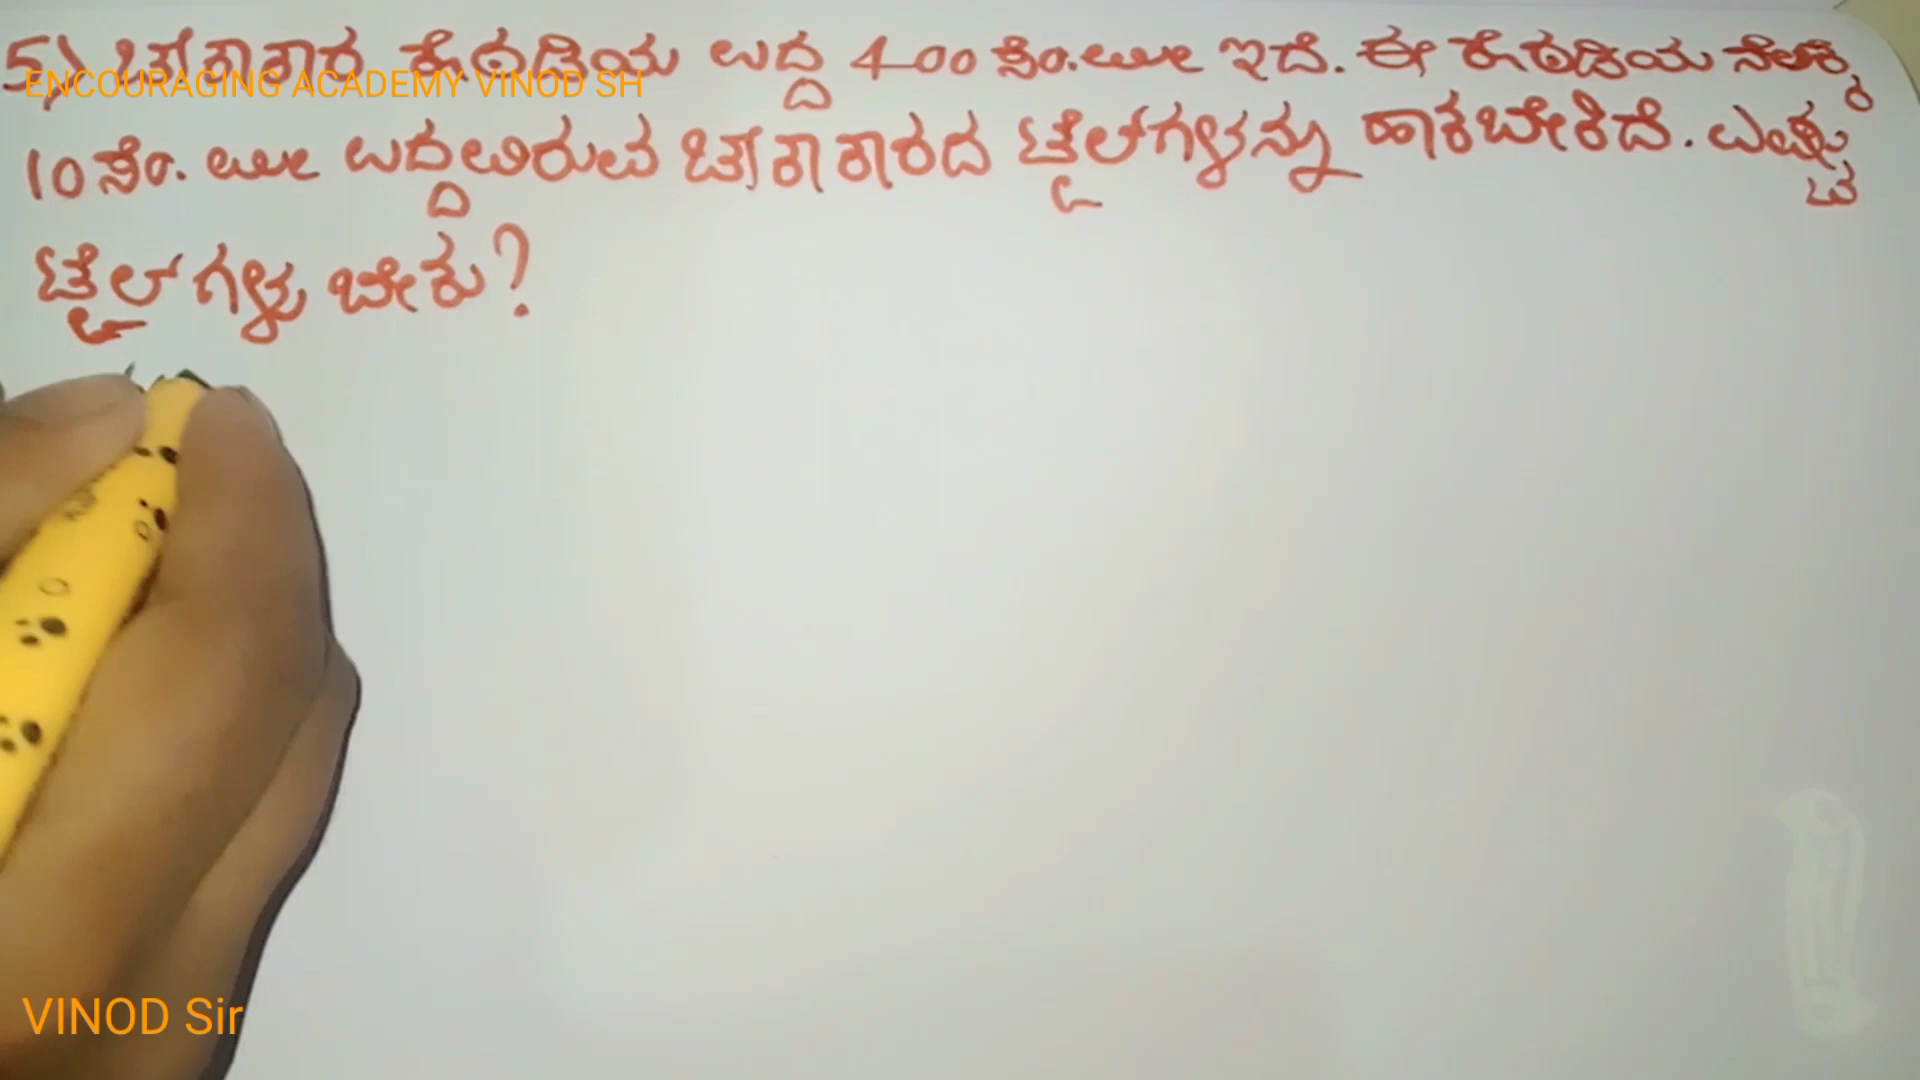 5) ಚೌಕಾಕಾರ ಕೊಠಡಿಯ ಉದ್ದ 400 ಸೆಂ.ಮೀ ಇದೆ. ಈ ಕೊಠಡಿಯ ನೆಲಕ್ಕೆ
ENCOURAGING ACADEMY VINOD SH
10 ಸೆಂ. ಮೀ ಉದ್ದವಿರುವ ಚೌಕಾಕಾರದ ಟೈಲ್‌ಗಳನ್ನು ಹಾಕಬೇಕಿದೆ. ಎಷ್ಟು
ಟೈಲ್ ಗಳು ಬೇಕು?
VINOD Sir